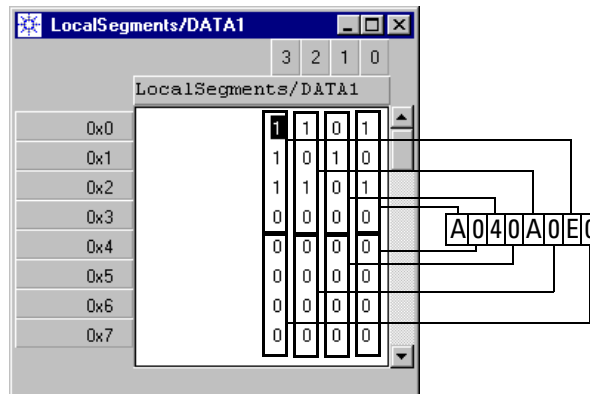 LocalSegments/DATA1
3 2 1 0
LocalSegments/DATA1
0x0 1 1 0 1
0x1 1 0 1 0
0x2 1 1 0 1
0x3 0 0 0 0
A040A0E0
0x4 0 0 0 0
0x5 0 0 0 0
0x6 0 0 0 0
0x7 0 0 0 0